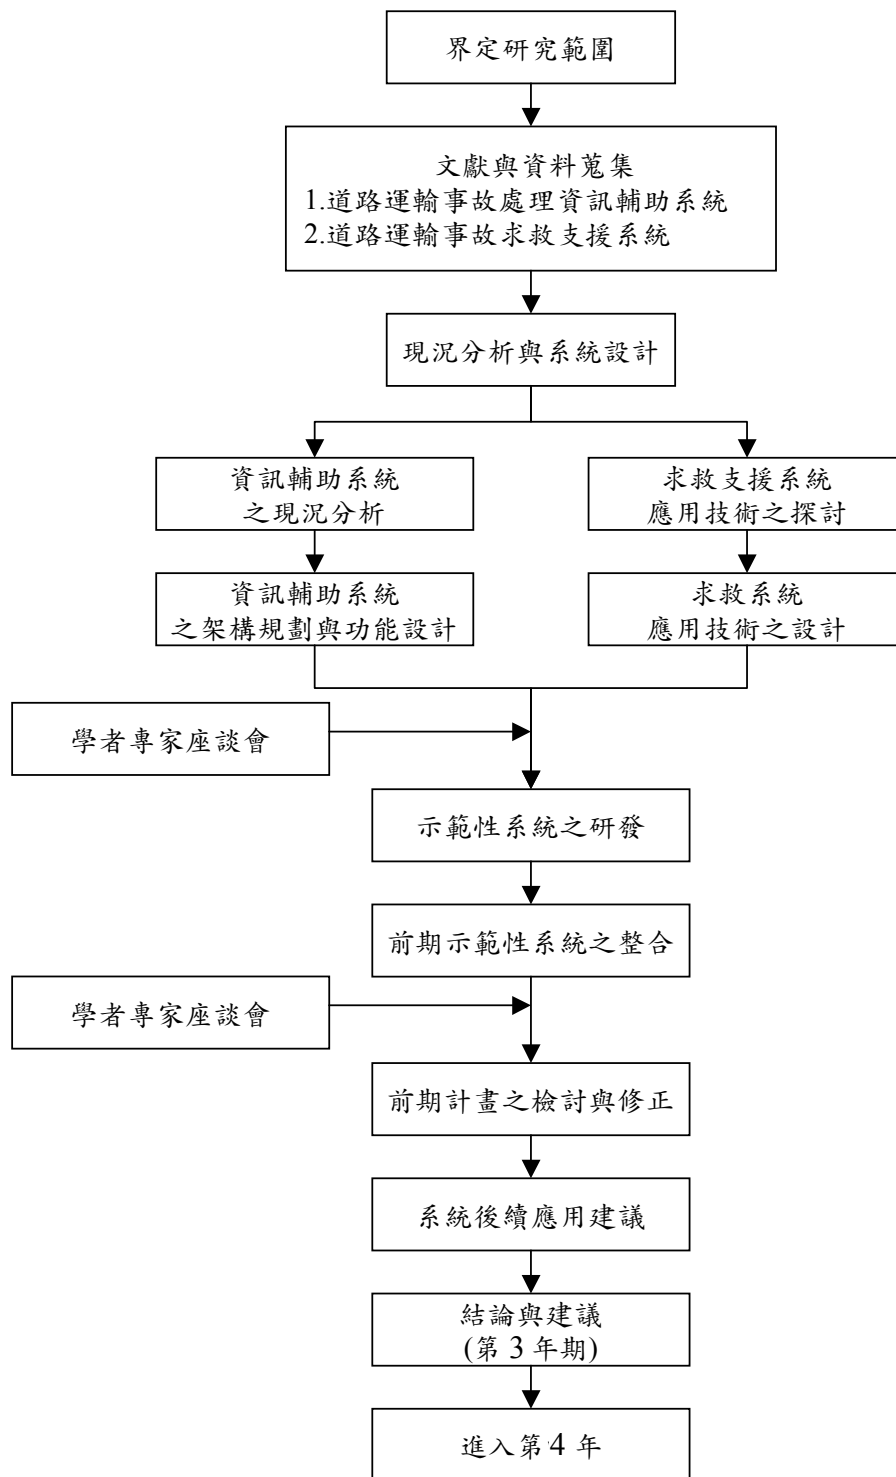 界定研究範圍
文獻與資料蒐集
1.道路運輸事故處理資訊輔助系統
2.道路運輸事故求救支援系統
現況分析與系統設計
資訊輔助系統
之現況分析
求救支援系統
應用技術之探討
資訊輔助系統
之架構規劃與功能設計
求救系統
應用技術之設計
學者專家座談會
示範性系統之研發
前期示範性系統之整合
學者專家座談會
前期計畫之檢討與修正
系統後續應用建議
結論與建議
(第 3 年期)
進入第 4 年